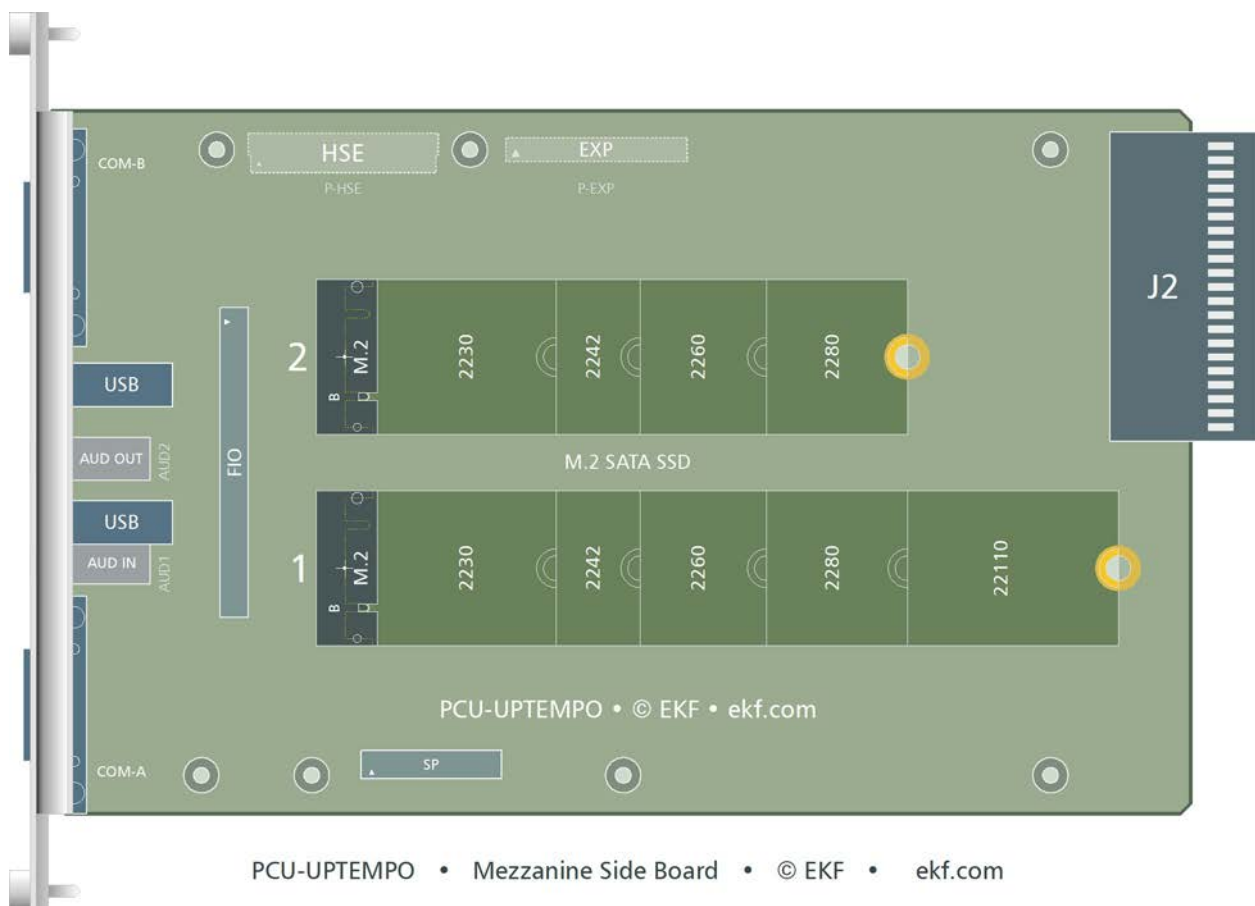 COM-B
HSE
P-HSE
EXP
P-EXP
J2
2
B
M.2
2230
2242
2260
2280
USB
AUD OUT
AUD2
FIO
M.2 SATA SSD
USB
AUD IN
AUD1
1
B
M.2
2230
2242
2260
2280
22110
PCU-UPTEMPO • © EKF • ekf.com
COM-A
SP
PCU-UPTEMPO • Mezzanine Side Board • © EKF • ekf.com